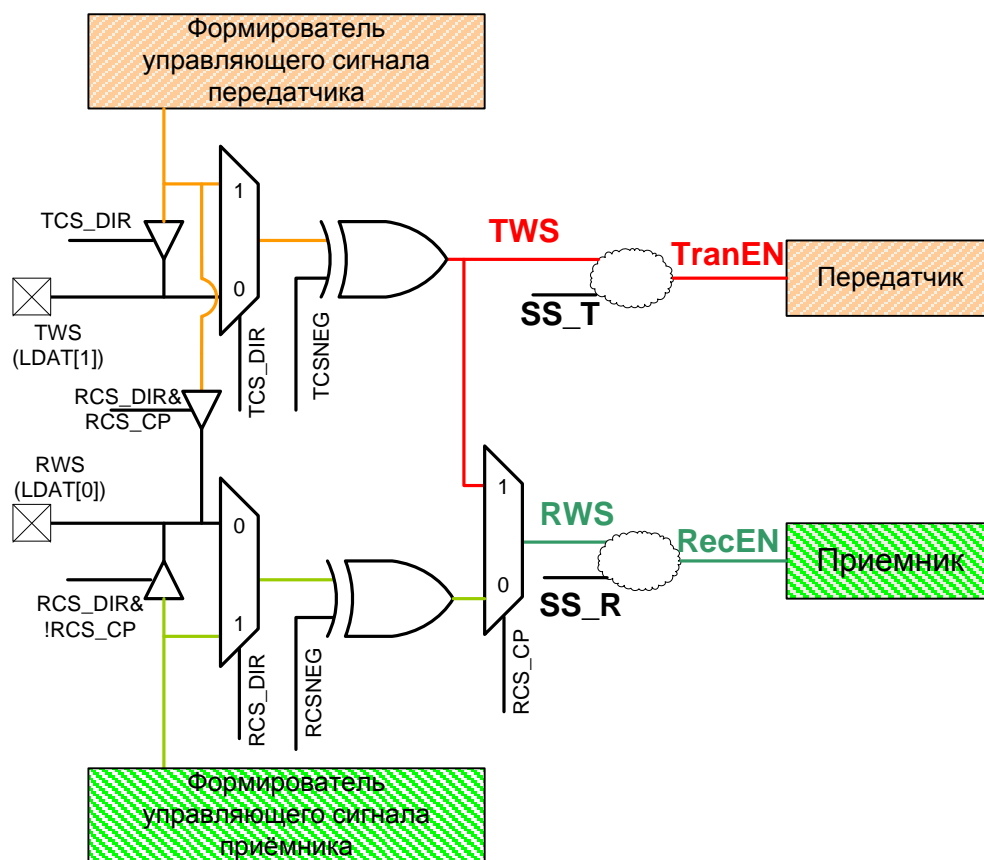 Формирователь
управляющего сигнала
передатчика
1
TCS_DIR
0
TWS
(LDAT[1])
TCS_DIR
TCSNEG
TWS
SS_T
TranEN
Передатчик
RCS_DIR&
RCS_CP
RWS
(LDAT[0])
0
1
RCS_DIR&
!RCS_CP
RCS_DIR
RCSNEG
1
0
RCS_CP
RWS
SS_R
RecEN
Приемник
Формирователь
управляющего сигнала
приёмника